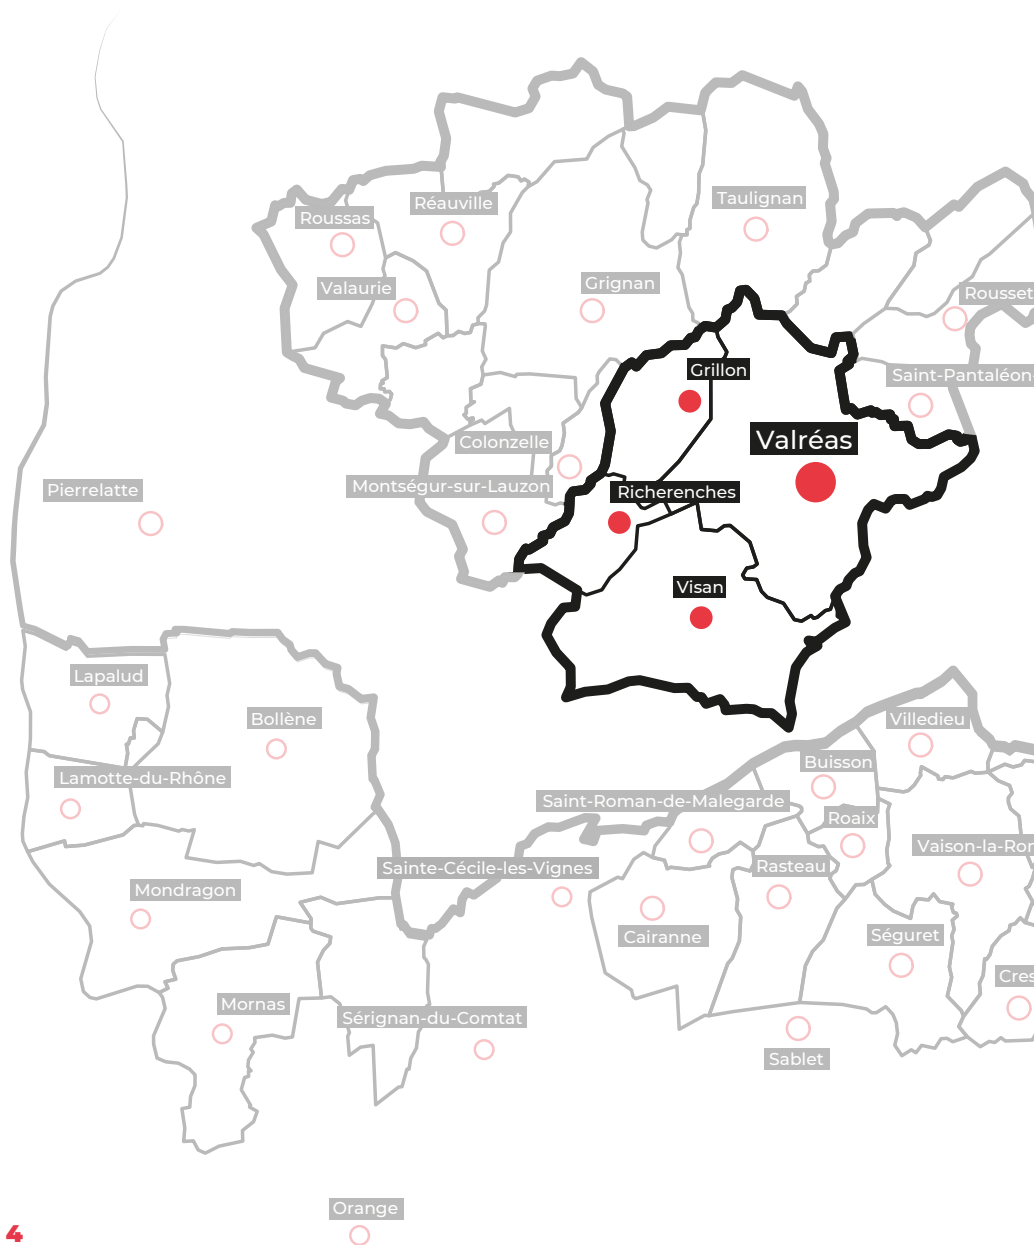 Taulignan
Réauville
Roussas
Grignan
Valaurie
Rousset
Grillon
Saint-Pantaléon-
Valréas
Colonzelle
Montségur-sur-Lauzon
Pierrelatte
Richerenches
Visan
Lapalud
Bollène
Villedieu
Buisson
Lamotte-du-Rhône
Saint-Roman-de-Malegarde
Roaix
Vaison-la-Rom
Rasteau
Sainte-Cécile-les-Vignes
Mondragon
Cairanne
Séguret
Cres
Mornas
Sérignan-du-Comtat
Sablet
Orange
4